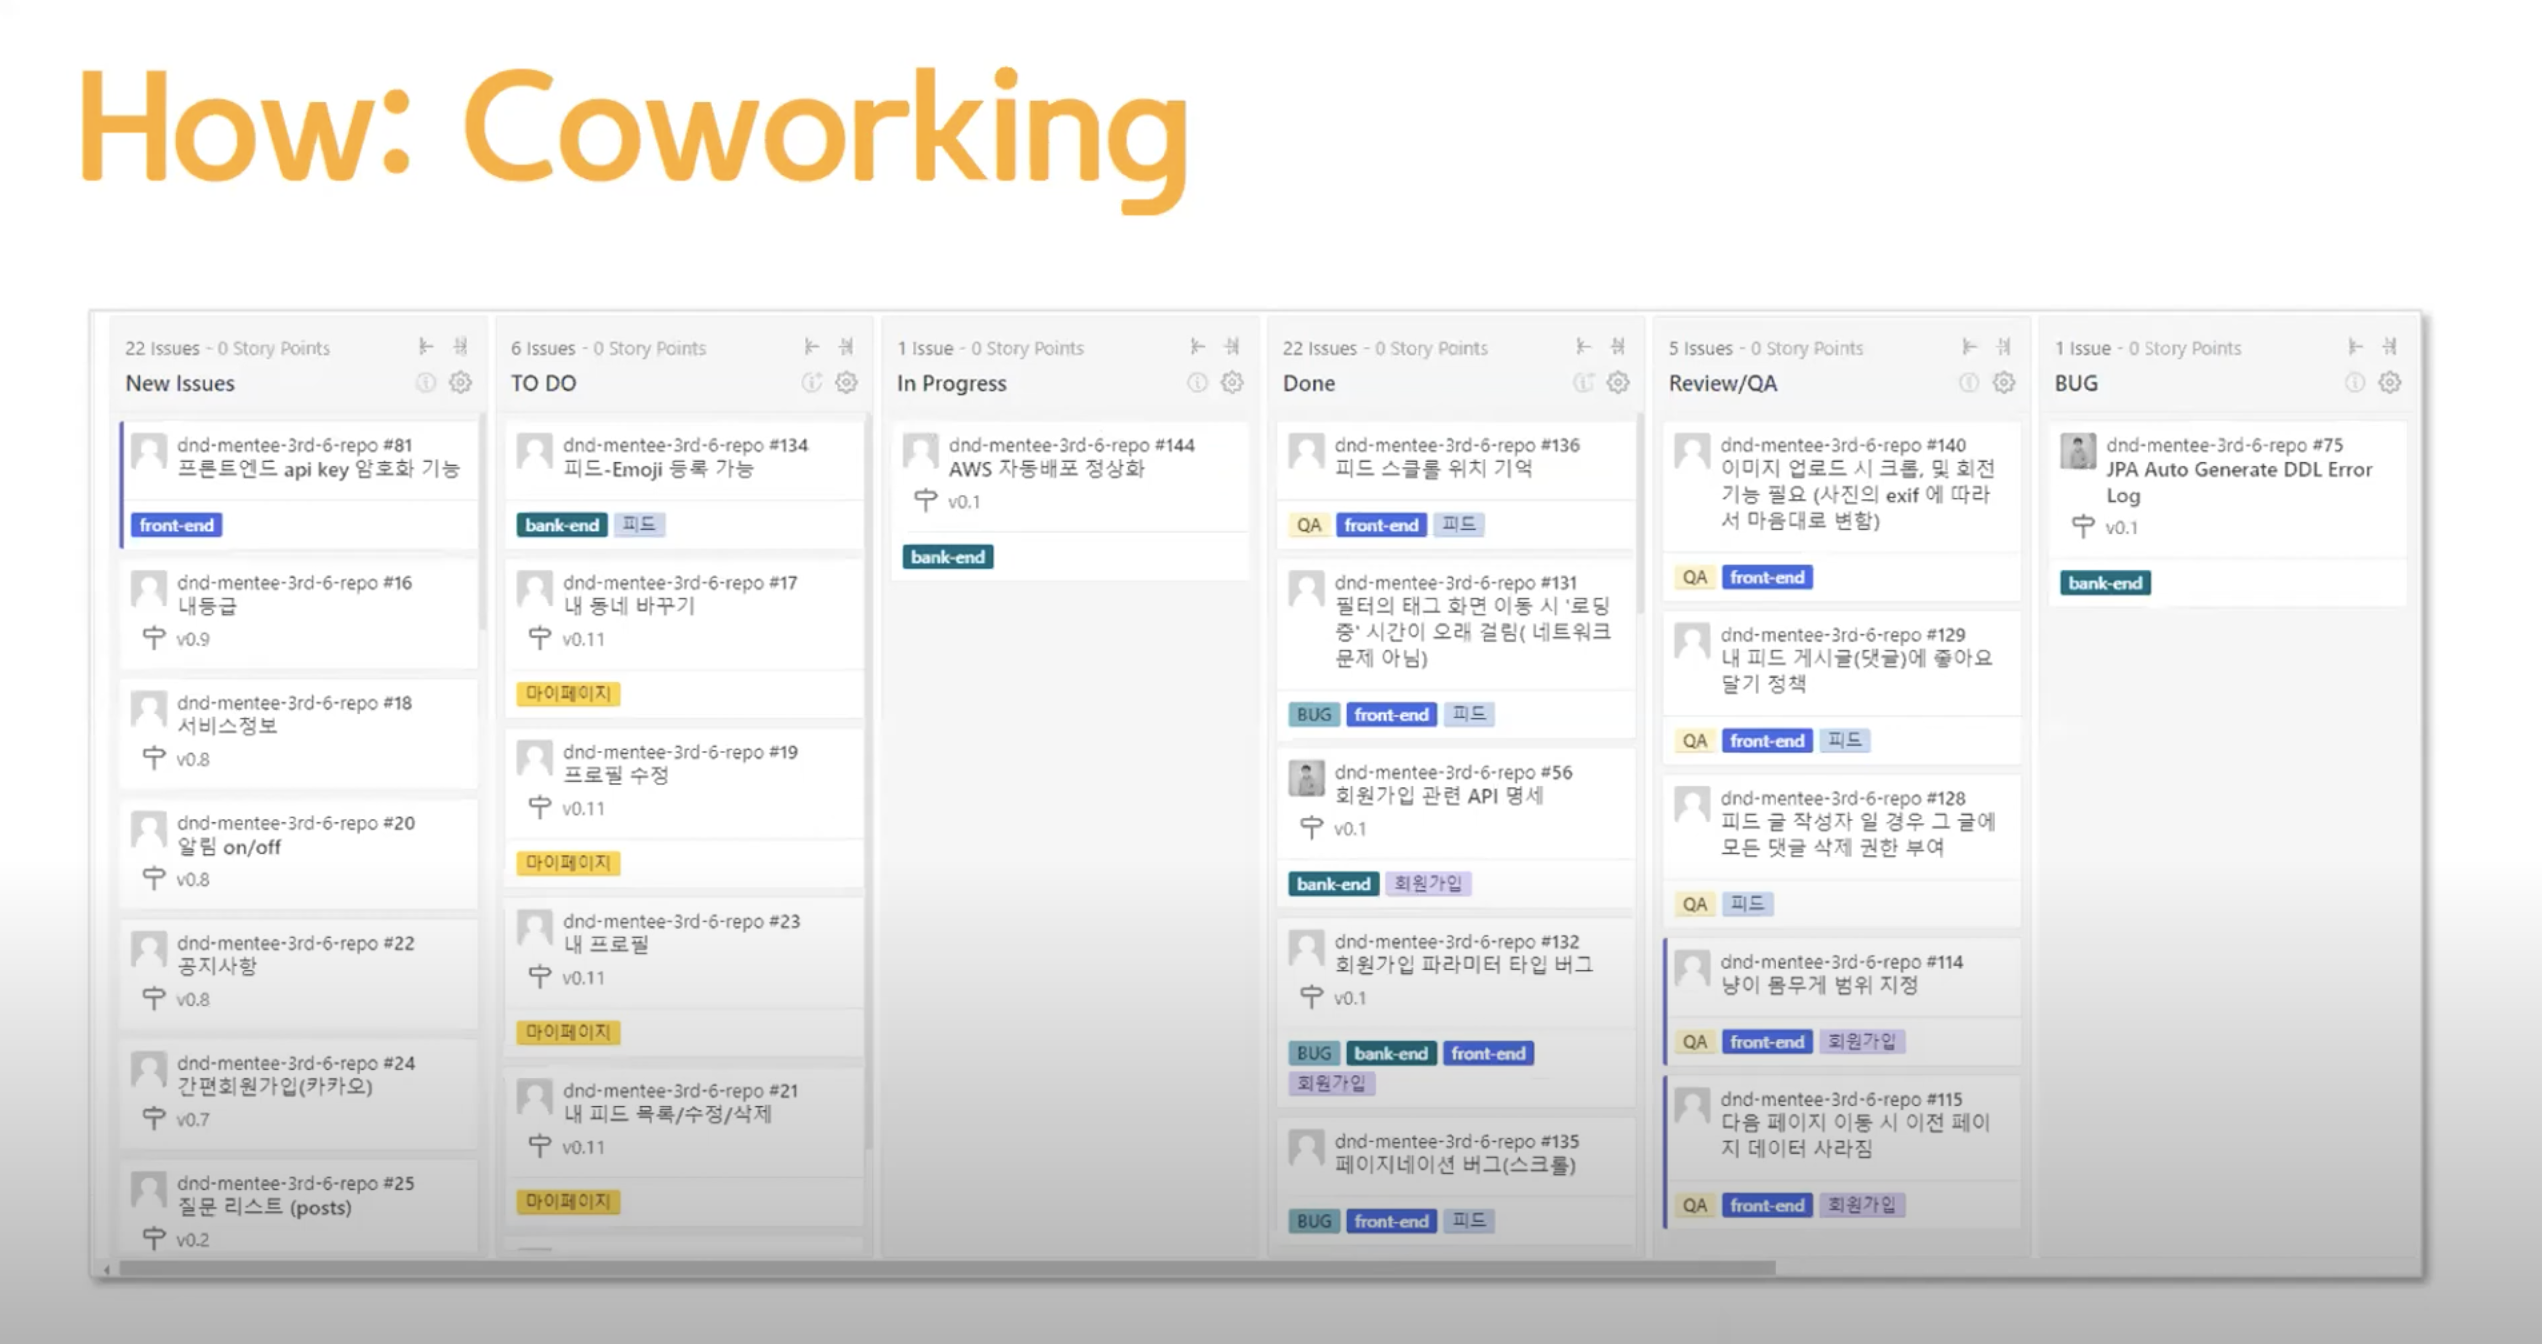 How: Coworking
22 Issues - 0 Story Points
New Issues
dnd-mentee-3rd-6-repo #81
프론트엔드 api key 암호화 기능
front-end
dnd-mentee-3rd-6-repo #16
내등급
v0.9
dnd-mentee-3rd-6-repo #18
서비스정보
v0.8
dnd-mentee-3rd-6-repo #20
알림 on/off
v0.8
dnd-mentee-3rd-6-repo #22
공지사항
v0.8
dnd-mentee-3rd-6-repo #24
간편회원가입(카카오)
v0.7
dnd-mentee-3rd-6-repo #25
질문 리스트 (posts)
v0.2
6 Issues - 0 Story Points
TO DO
dnd-mentee-3rd-6-repo #134
피드-Emoji 등록 가능
bank-end 피드
dnd-mentee-3rd-6-repo #17
내 동네 바꾸기
v0.11
마이페이지
dnd-mentee-3rd-6-repo #19
프로필 수정
v0.11
마이페이지
dnd-mentee-3rd-6-repo #23
내 프로필
v0.11
마이페이지
dnd-mentee-3rd-6-repo #21
내 피드 목록/수정/삭제
v0.11
마이페이지
1 Issue - 0 Story Points
In Progress
dnd-mentee-3rd-6-repo #144
AWS 자동배포 정상화
v0.1
bank-end
22 Issues - 0 Story Points
Done
dnd-mentee-3rd-6-repo #136
피드 스크롤 위치 기억
QA front-end 피드
dnd-mentee-3rd-6-repo #131
필터의 태그 화면 이동 시 '로딩
중' 시간이 오래 걸림( 네트워크
문제 아님)
BUG front-end 피드
dnd-mentee-3rd-6-repo #56
회원가입 관련 API 명세
v0.1
bank-end 회원가입
dnd-mentee-3rd-6-repo #132
회원가입 파라미터 타입 버그
v0.1
BUG bank-end front-end
회원가입
dnd-mentee-3rd-6-repo #135
페이지네이션 버그(스크롤)
BUG front-end 피드
5 Issues - 0 Story Points
Review/QA
dnd-mentee-3rd-6-repo #140
이미지 업로드 시 크롭, 및 회전
기능 필요 (사진의 exif 에 따라
서 마음대로 변함)
QA front-end
dnd-mentee-3rd-6-repo #129
내 피드 게시글(댓글)에 좋아요
달기 정책
QA front-end 피드
dnd-mentee-3rd-6-repo #128
피드 글 작성자 일 경우 그 글에
모든 댓글 삭제 권한 부여
QA 피드
dnd-mentee-3rd-6-repo #114
냥이 몸무게 범위 지정
QA front-end 회원가입
dnd-mentee-3rd-6-repo #115
다음 페이지 이동 시 이전 페이
지 데이터 사라짐
QA front-end 회원가입
1 Issue - 0 Story Points
BUG
dnd-mentee-3rd-6-repo #75
JPA Auto Generate DDL Error
Log
v0.1
bank-end